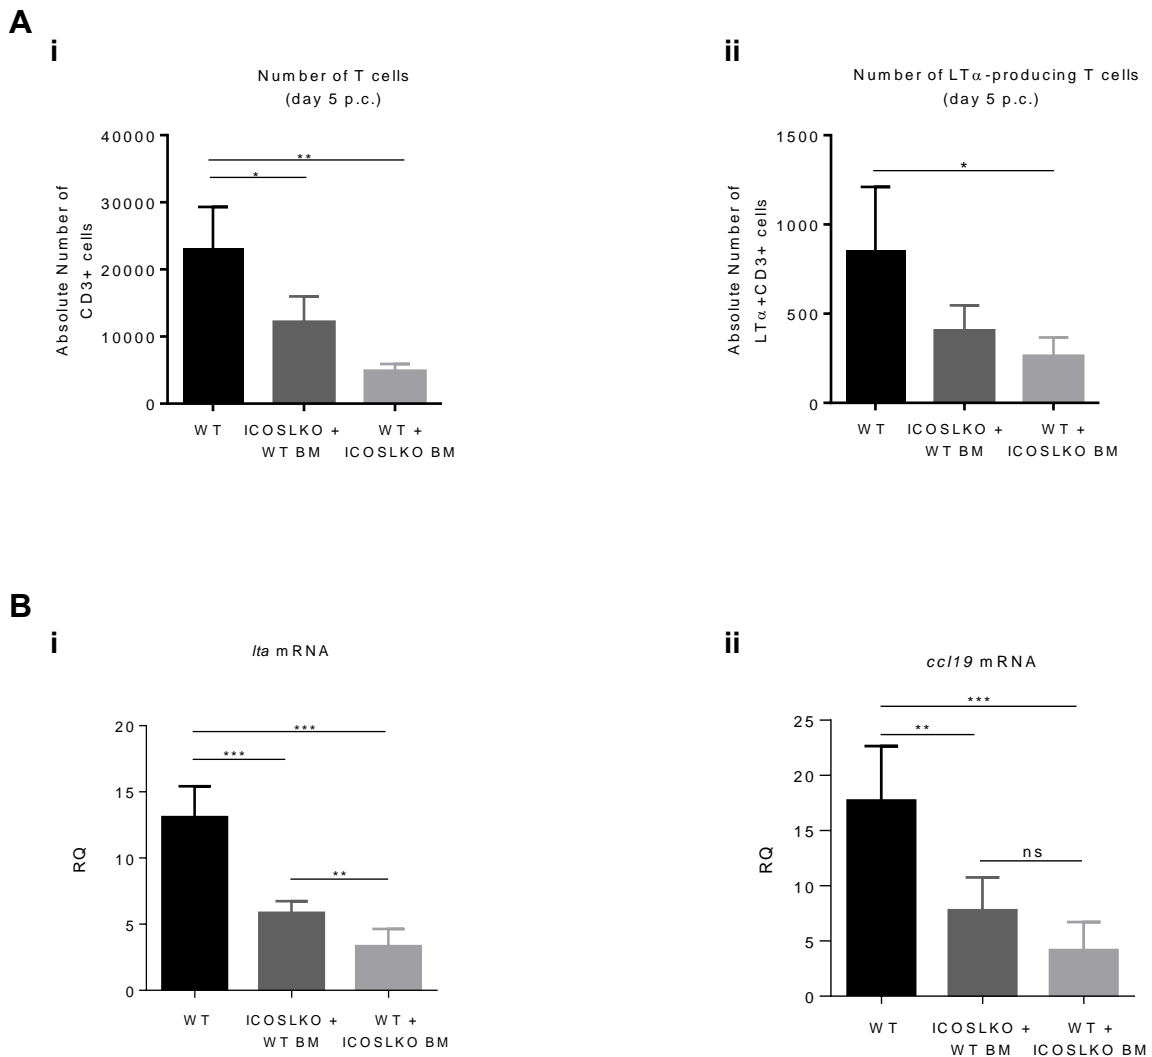 A
i
Number of T cells
(day 5 p.c.)
Absolute Number of
CD3+ cells
40000
30000
20000
10000
0
**
*
WT
ICOSLKO +
WT BM
WT +
ICOSLKO BM
ii
Number of LTα-producing T cells
(day 5 p.c.)
Absolute Number of
LTα+CD3+ cells
1500
1000
500
0
*
WT
ICOSLKO +
WT BM
WT +
ICOSLKO BM
B
i
lta mRNA
RQ
20
15
10
5
0
***
***
**
WT
ICOSLKO +
WT BM
WT +
ICOSLKO BM
ii
ccl19 mRNA
RQ
25
20
15
10
5
0
***
**
ns
WT
ICOSLKO +
WT BM
WT +
ICOSLKO BM